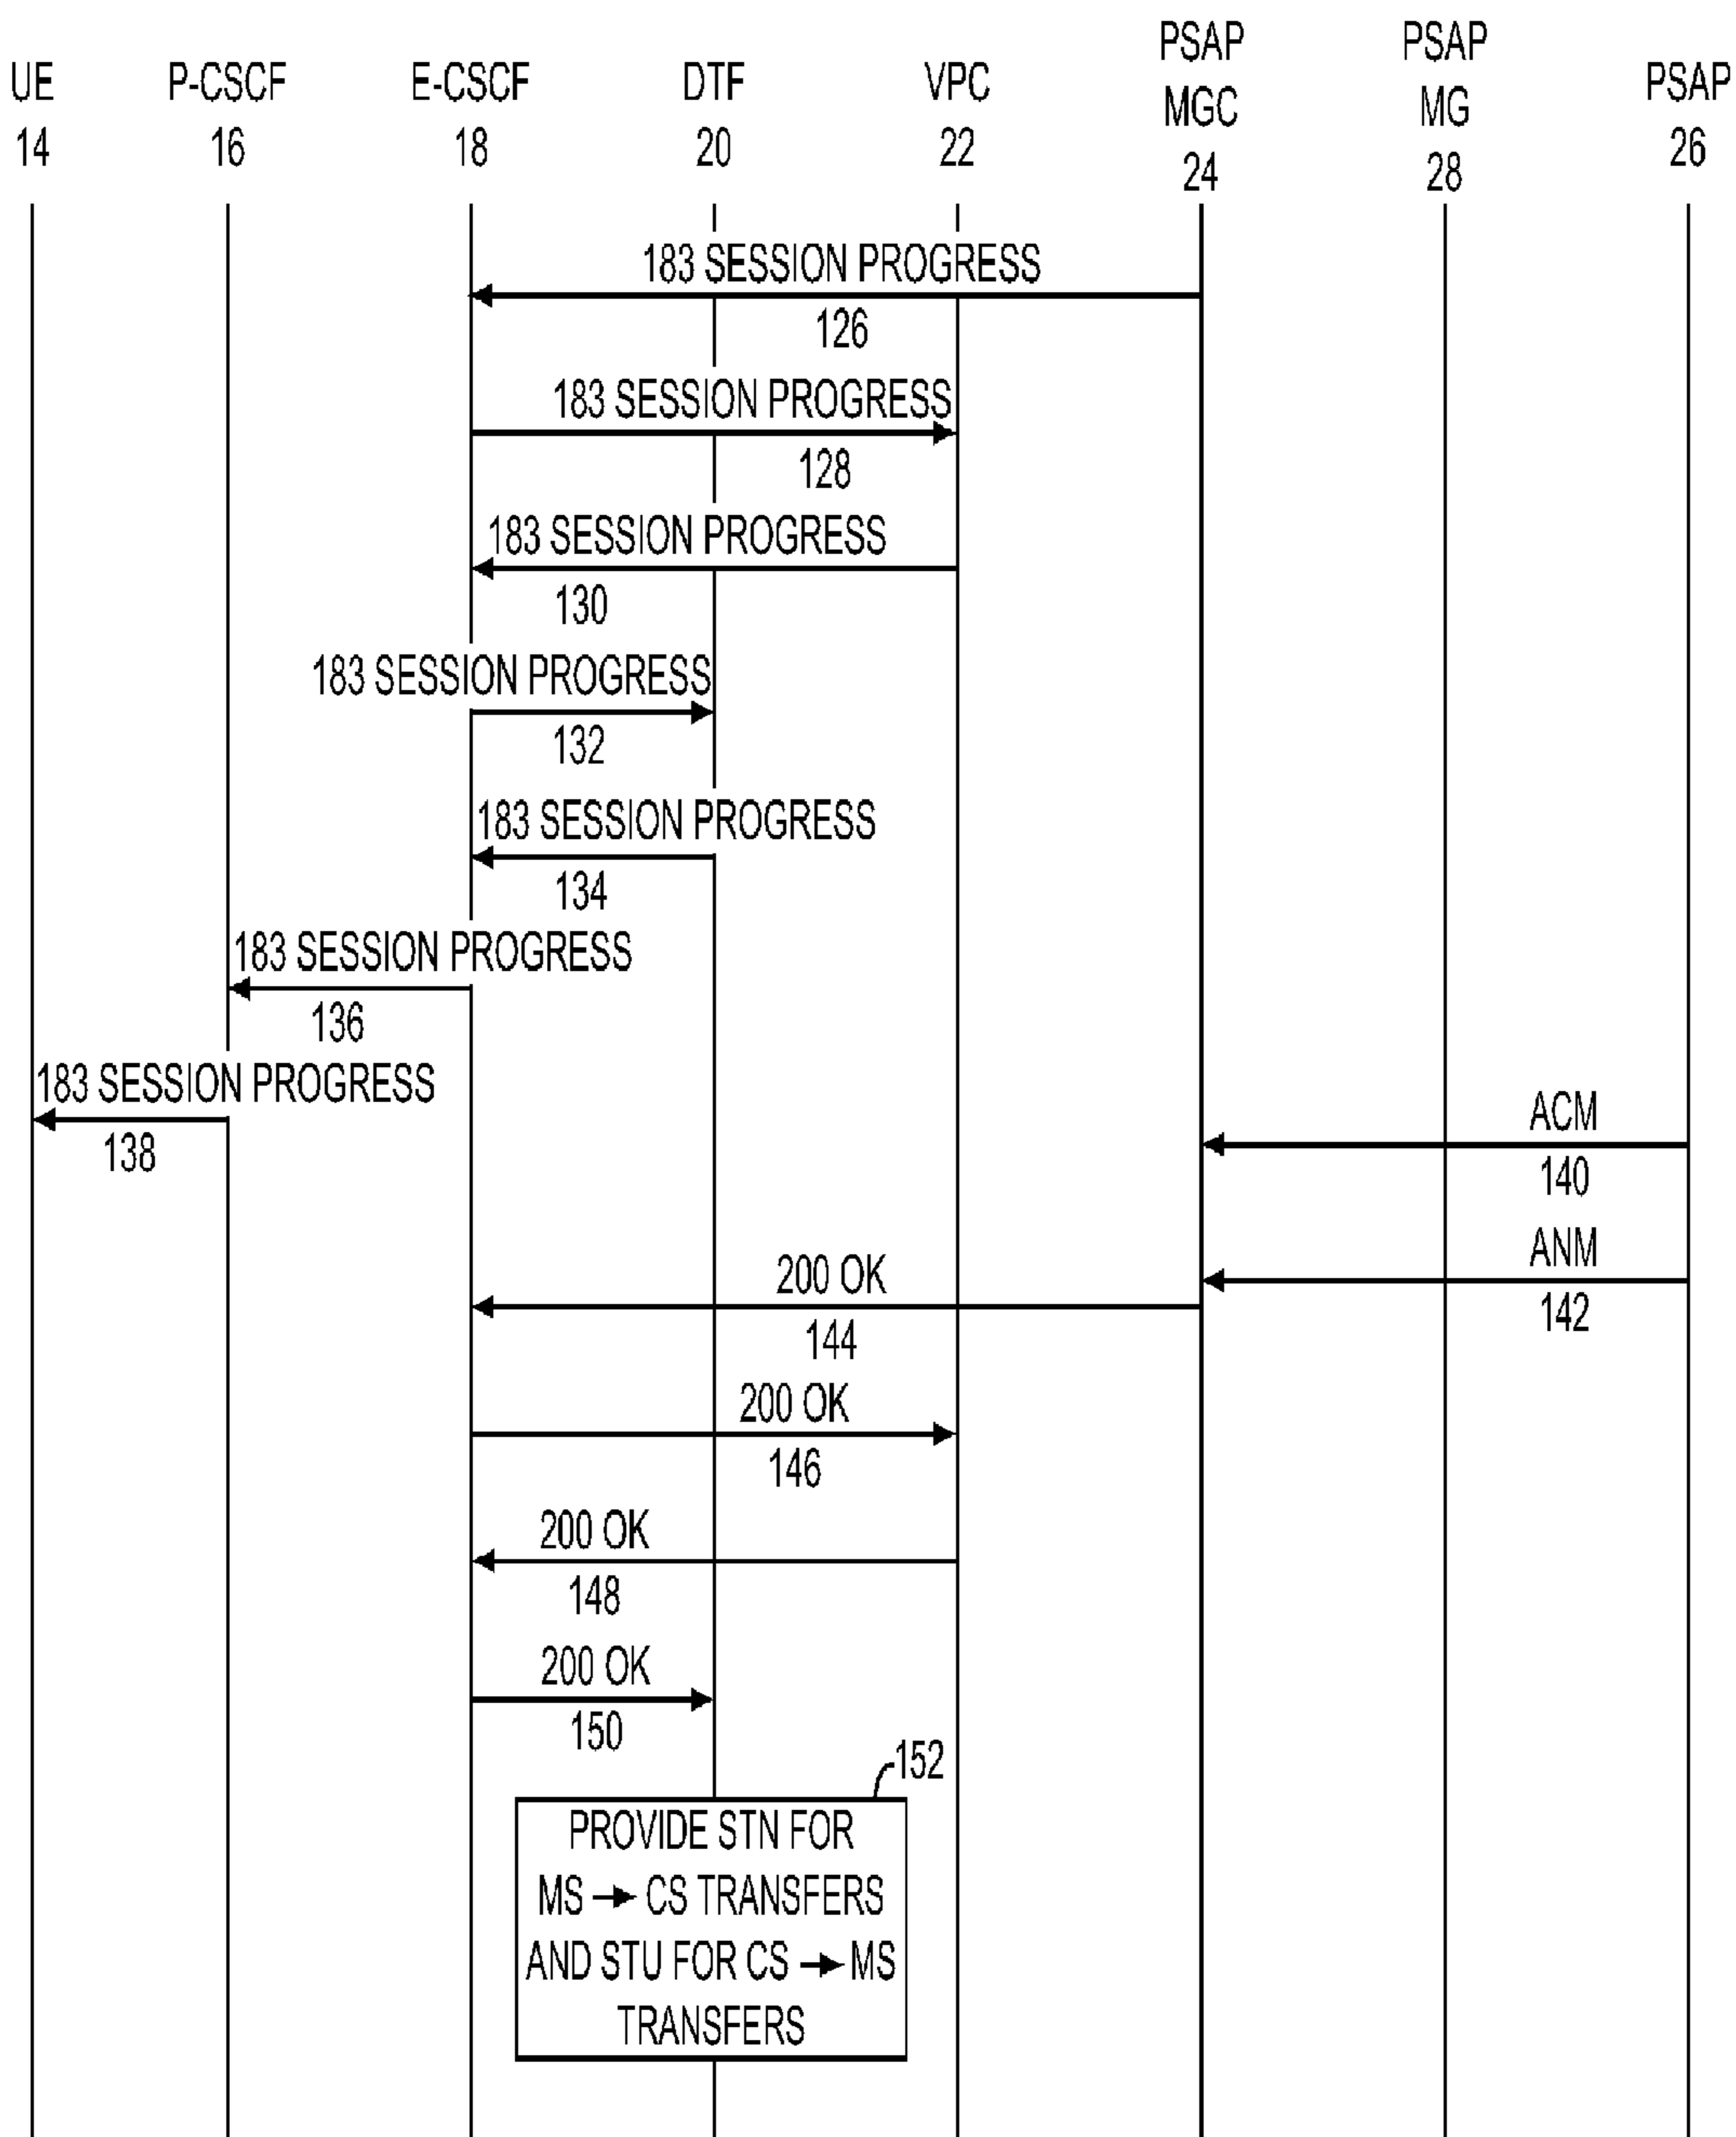 UE
14
P-CSCF
16
E-CSCF
18
DTF
20
VPC
22
PSAP
MGC
24
PSAP
MG
28
PSAP
26
183 SESSION PROGRESS
126
183 SESSION PROGRESS
128
183 SESSION PROGRESS
130
183 SESSION PROGRESS
132
183 SESSION PROGRESS
134
183 SESSION PROGRESS
136
183 SESSION PROGRESS
138
ACM
140
ANM
142
200 OK
144
200 OK
146
200 OK
148
200 OK
150
152
PROVIDE STN FOR
MS → CS TRANSFERS
AND STU FOR CS → MS
TRANSFERS